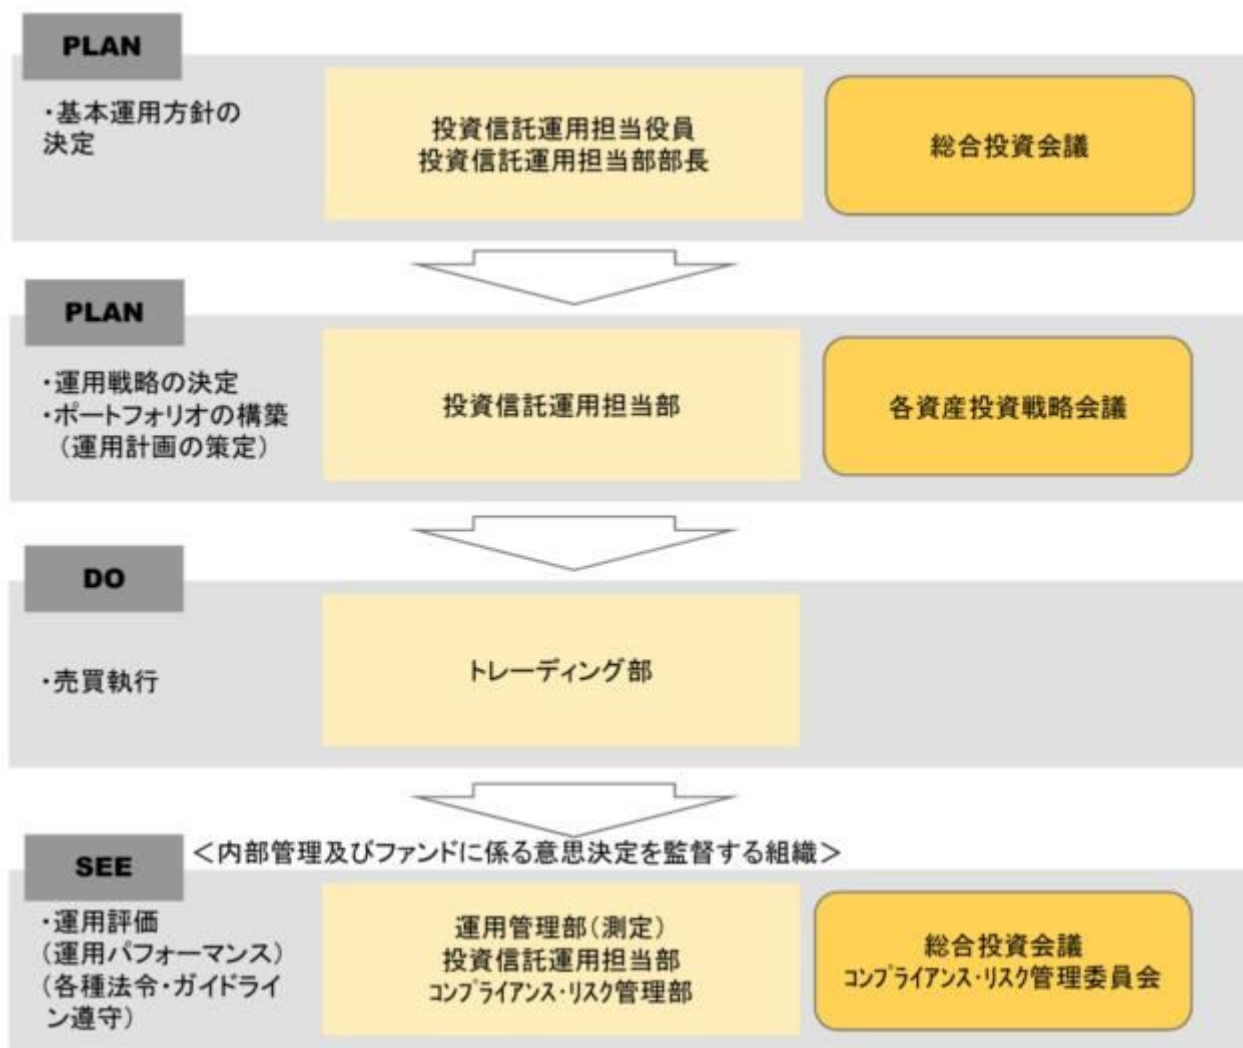 PLAN
・基本運用方針の
決定
投資信託運用担当役員
投資信託運用担当部部長
総合投資会議
PLAN
・運用戦略の決定
・ポートフォリオの構築
（運用計画の策定）
投資信託運用担当部
各資産投資戦略会議
DO
・売買執行
トレーディング部
SEE
＜内部管理及びファンドに係る意思決定を監督する組織＞
・運用評価
（運用パフォーマンス）
（各種法令・ガイドライ
ン遵守）
運用管理部（測定）
投資信託運用担当部
ｺﾝﾌﾟﾗｲｱﾝｽ・ﾘｽｸ管理部
総合投資会議
ｺﾝﾌﾟﾗｲｱﾝｽ・ﾘｽｸ管理委員会